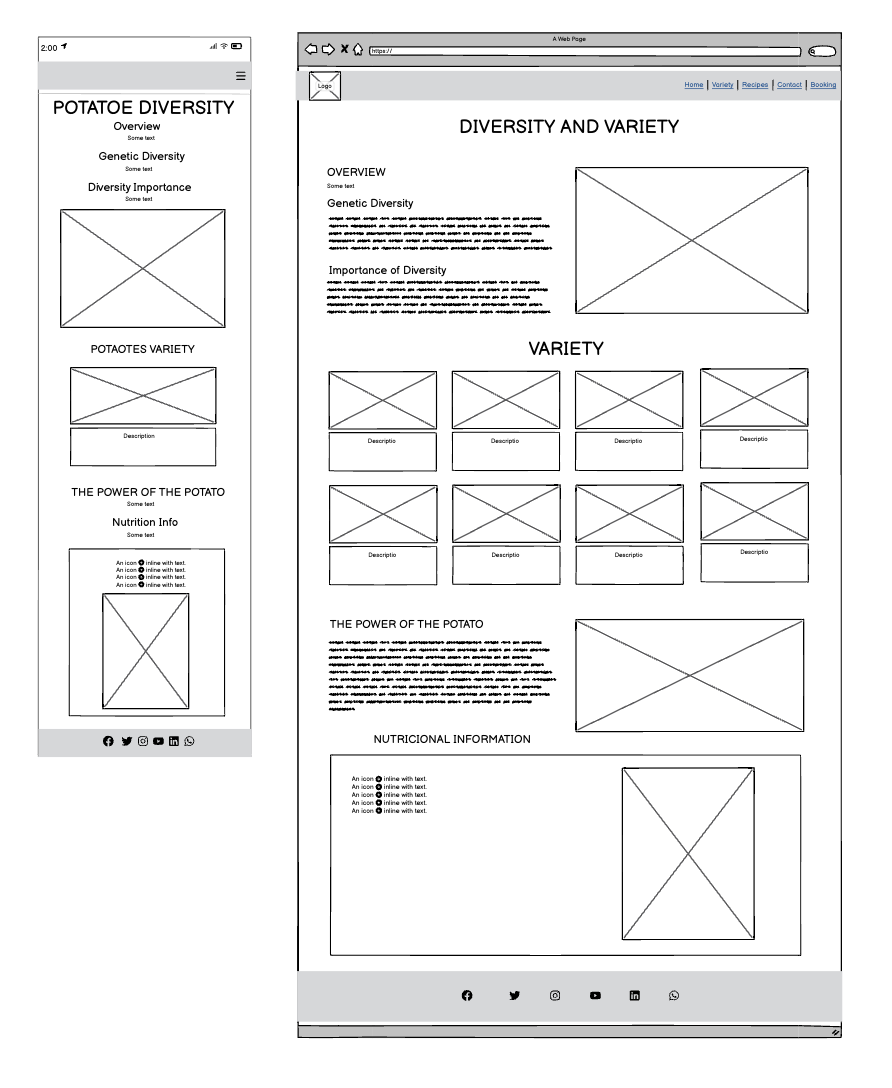 2:00
POTATOE DIVERSITY
Overview
Some text
Genetic Diversity
Some text
Diversity Importance
Some text
POTAOTES VARIETY
Description
THE POWER OF THE POTATO
Some text
Nutrition Info
Some text
An icon inline with text.
An icon inline with text.
An icon inline with text.
An icon inline with text.
A Web Page
https://
Logo
Home | Variety | Recipes | Contact | Booking
DIVERSITY AND VARIETY
OVERVIEW
Some text
Genetic Diversity
Importance of Diversity
VARIETY
Descriptio Descriptio Descriptio Descriptio
Descriptio Descriptio Descriptio Descriptio
THE POWER OF THE POTATO
NUTRICIONAL INFORMATION
An icon inline with text.
An icon inline with text.
An icon inline with text.
An icon inline with text.
An icon inline with text.